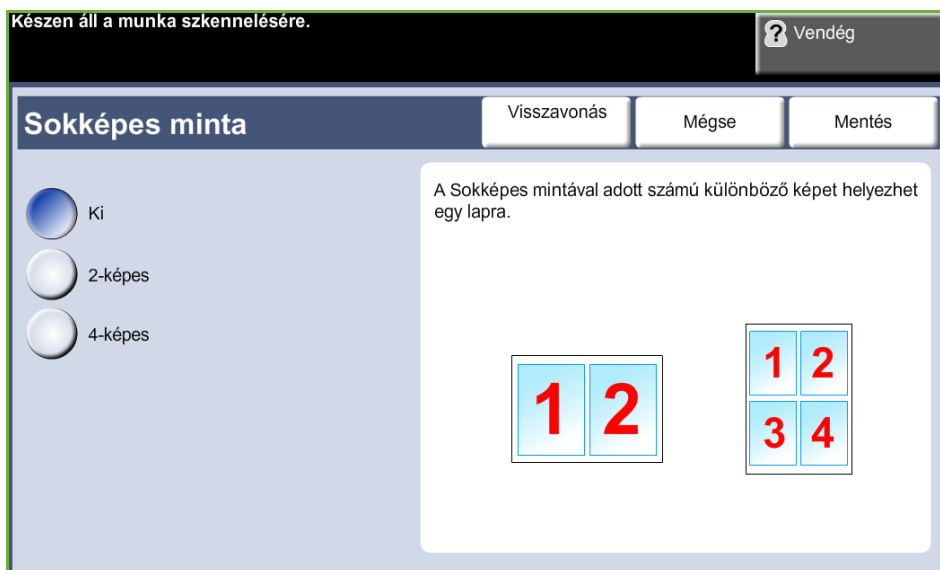 Készen áll a munka szkennelésére.
Vendég
Sokképes minta
Visszavonás
Mégse
Mentés
Ki
2-képes
4-képes
A Sokképes mintával adott számú különböző képet helyezhet
egy lapra.
1 2
1 2
3 4